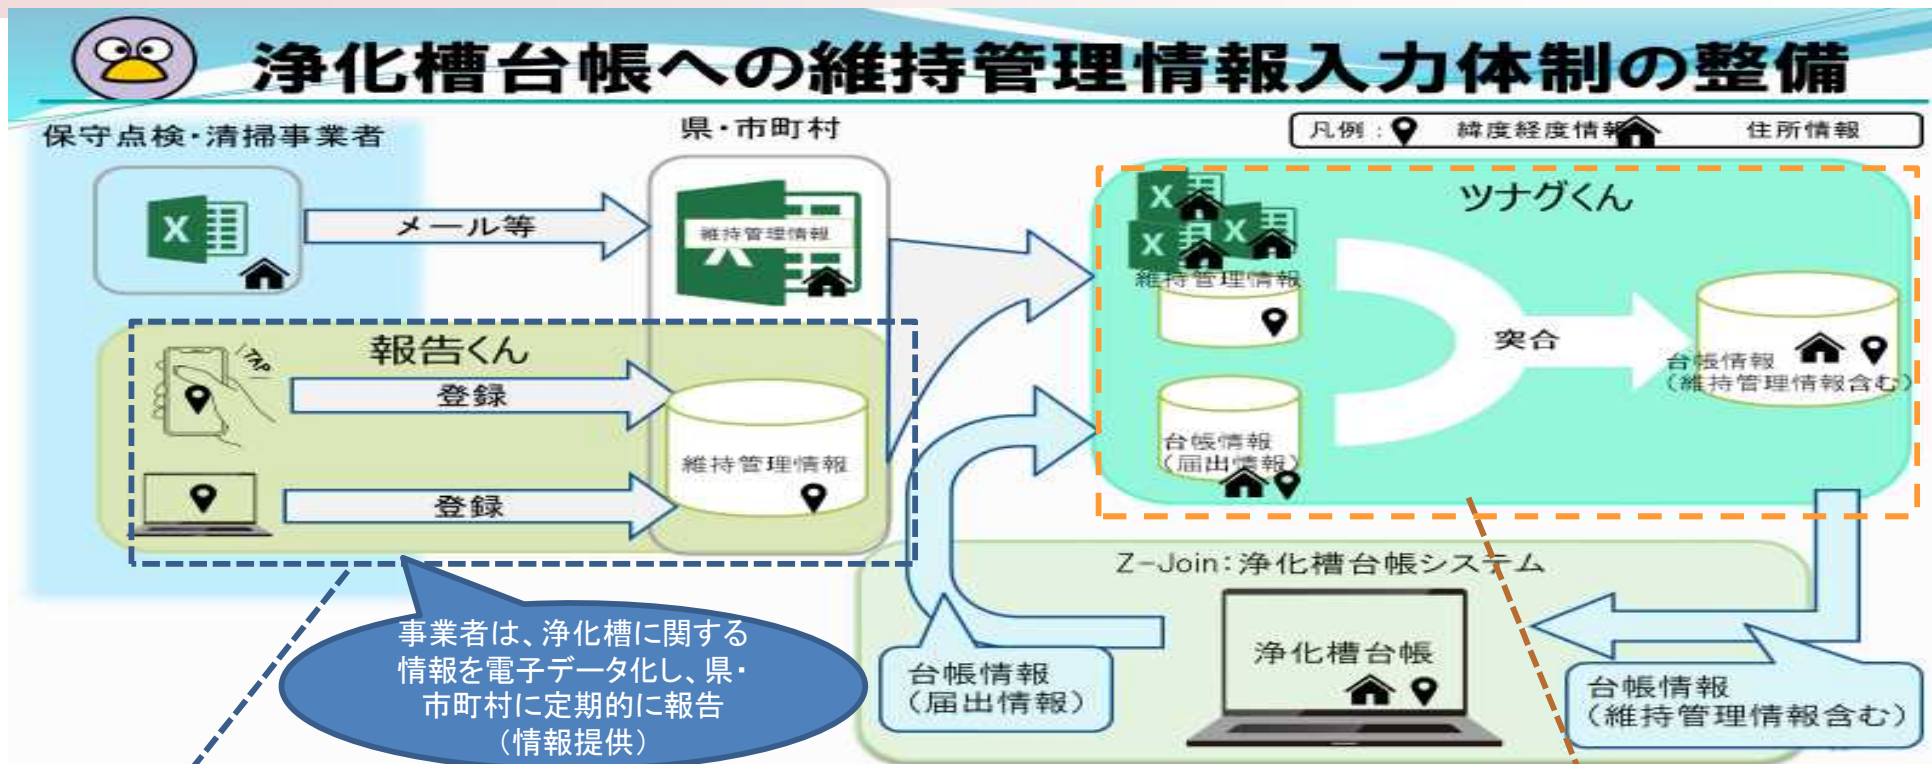 浄化槽台帳への維持管理情報入力体制の整備
保守点検・清掃事業者
県・市町村
凡例：
緯度経度情報
住所情報
X
メール等
維持管理情報
X
X
X
X
維持管理情報
ツナグくん
突合
台帳情報
（維持管理情報含む）
台帳情報
（届出情報）
報告くん
TAP
登録
登録
維持管理情報
Z-Join：浄化槽台帳システム
浄化槽台帳
台帳情報
（届出情報）
台帳情報
（維持管理情報含む）
事業者は、浄化槽に関する
情報を電子データ化し、県・
市町村に定期的に報告
（情報提供）